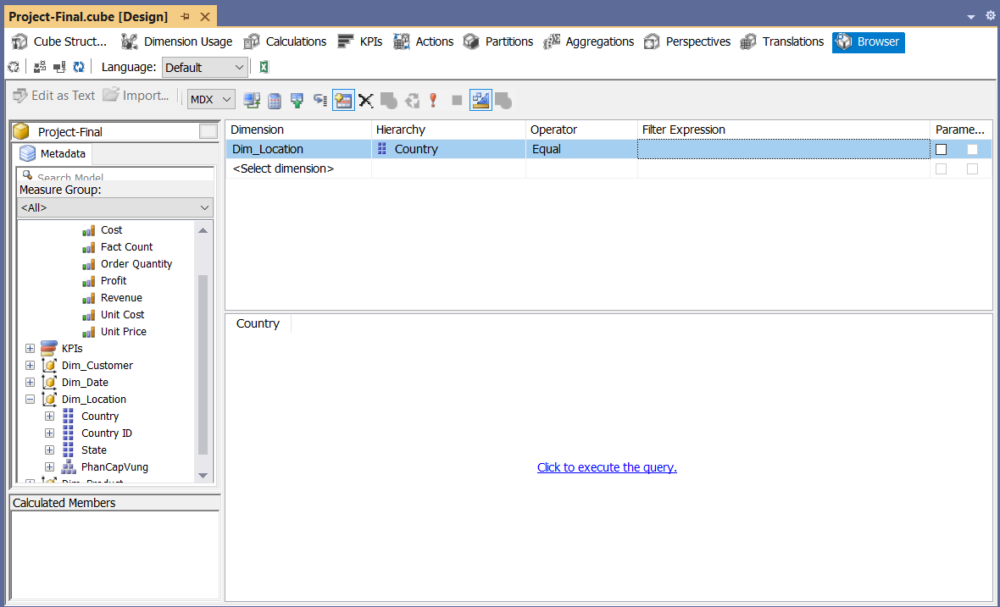 Project-Final.cube [Design]
Cube Struct... Dimension Usage Calculations KPIs Actions Partitions Aggregations Perspectives Translations Browser
Language: Default
Edit as Text Import... MDX
Project-Final
Metadata
Search Model
Measure Group:
<All>
Cost
Fact Count
Order Quantity
Profit
Revenue
Unit Cost
Unit Price
KPIs
Dim_Customer
Dim_Date
Dim_Location
Country
Country ID
State
PhanCapVung
Dim_Product
Calculated Members
Dimension Hierarchy Operator Filter Expression Parame...
Dim_Location Country Equal
<Select dimension>
Country
Click to execute the query.